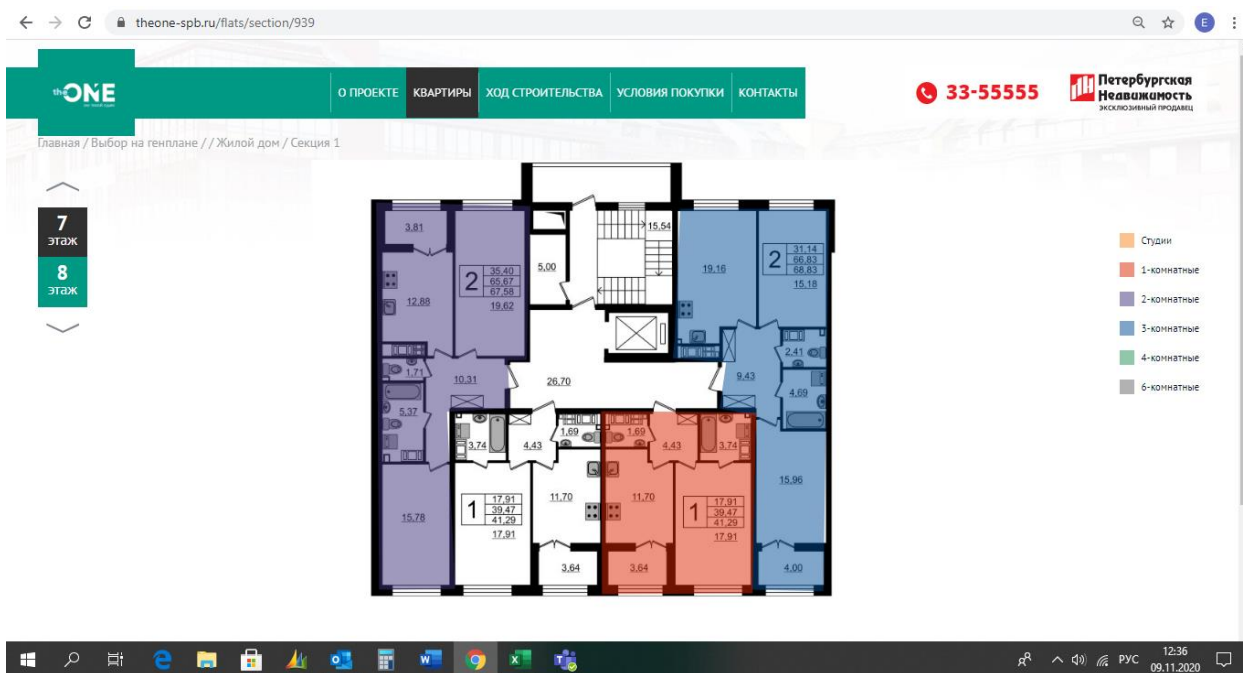 theone-spb.ru/flats/section/939
E
the ONE
О ПРОЕКТЕ КВАРТИРЫ ХОД СТРОИТЕЛЬСТВА УСЛОВИЯ ПОКУПКИ КОНТАКТЫ
33-55555
Петербургская
Недвижимость
ЭКСКЛЮЗИВНЫЙ ПРОДАВЕЦ
Главная / Выбор на генплане / / Жилой дом / Секция 1
7
этаж
8
этаж
3,81
2
35,40
65,67
67,58
19,62
12,88
1,71
10,31
5,37
15,78
5,00
15,54
26,70
19,16
2
31,14
66,83
68,83
15,18
2,41
9,43
4,69
15,96
4,00
3,74
4,43
1,69
1
17,91
39,47
41,29
17,91
11,70
3,64
1,69
4,43
3,74
11,70
1
17,91
39,47
41,29
17,91
3,64
Студии
1-комнатные
2-комнатные
3-комнатные
4-комнатные
6-комнатные
РУС
12:36
09.11.2020